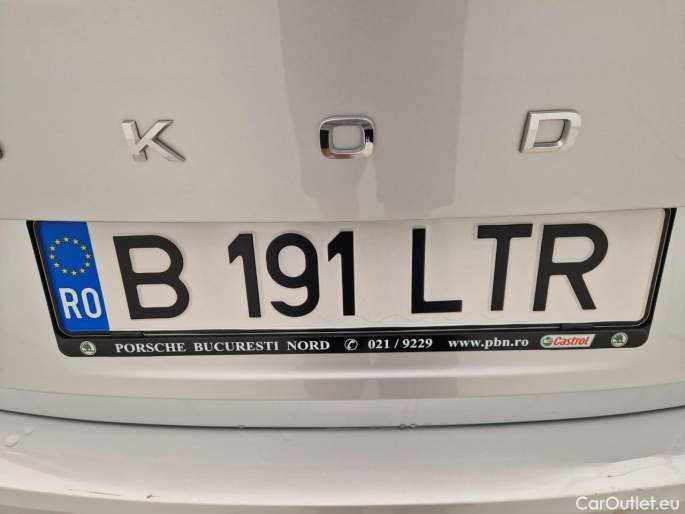 K O D
RO B 191 LTR
PORSCHE BUCURESTI NORD ✆ 021 / 9229 www.pbn.ro Castrol
CarOutlet.eu